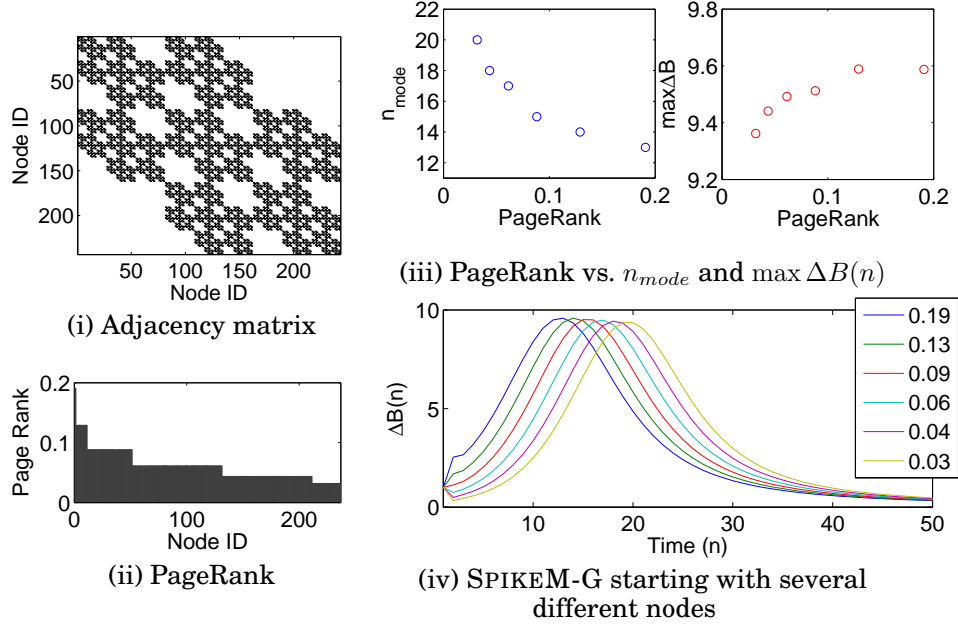 50
100
150
200
Node ID
50 100 150 200
Node ID
(i) Adjacency matrix
20
18
16
14
12
n_mode
0 0.1 0.2
PageRank
9.8
9.6
9.4
9.2
maxΔB
0 0.1 0.2
PageRank
(iii) PageRank vs. n_mode and max ΔB(n)
0.2
0.1
0
Page Rank
0 100 200
Node ID
(ii) PageRank
10
5
0
ΔB(n)
10 20 30 40 50
Time (n)
0.19
0.13
0.09
0.06
0.04
0.03
(iv) SPIKEM-G starting with several
different nodes